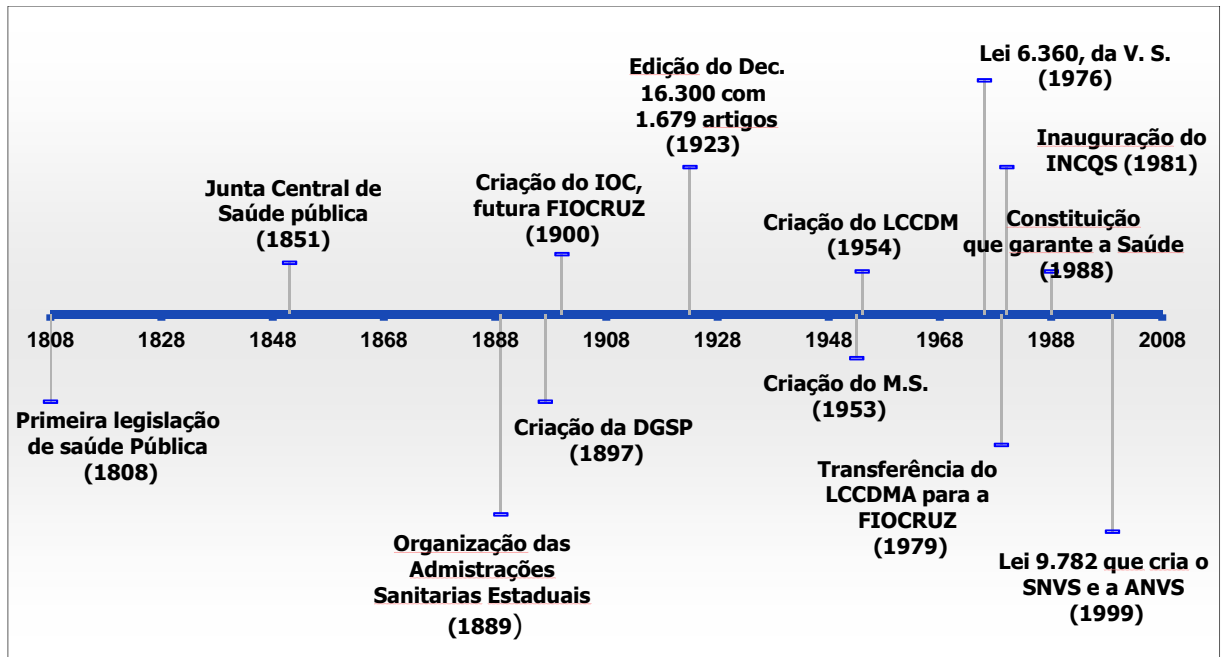 Lei 6.360, da V. S.
(1976)
Edição do Dec.
16.300 com
1.679 artigos
(1923)
Inauguração do
INCQS (1981)
Junta Central de
Saúde pública
(1851)
Criação do IOC,
futura FIOCRUZ
(1900)
Criação do LCCDM
(1954)
Constituição
que garante a Saúde
(1988)
1808 1828 1848 1868 1888 1908 1928 1948 1968 1988 2008
Primeira legislação
de saúde Pública
(1808)
Criação da DGSP
(1897)
Criação do M.S.
(1953)
Organização das
Admistrações
Sanitarias Estaduais
(1889)
Transferência do
LCCDMA para a
FIOCRUZ
(1979)
Lei 9.782 que cria o
SNVS e a ANVS
(1999)